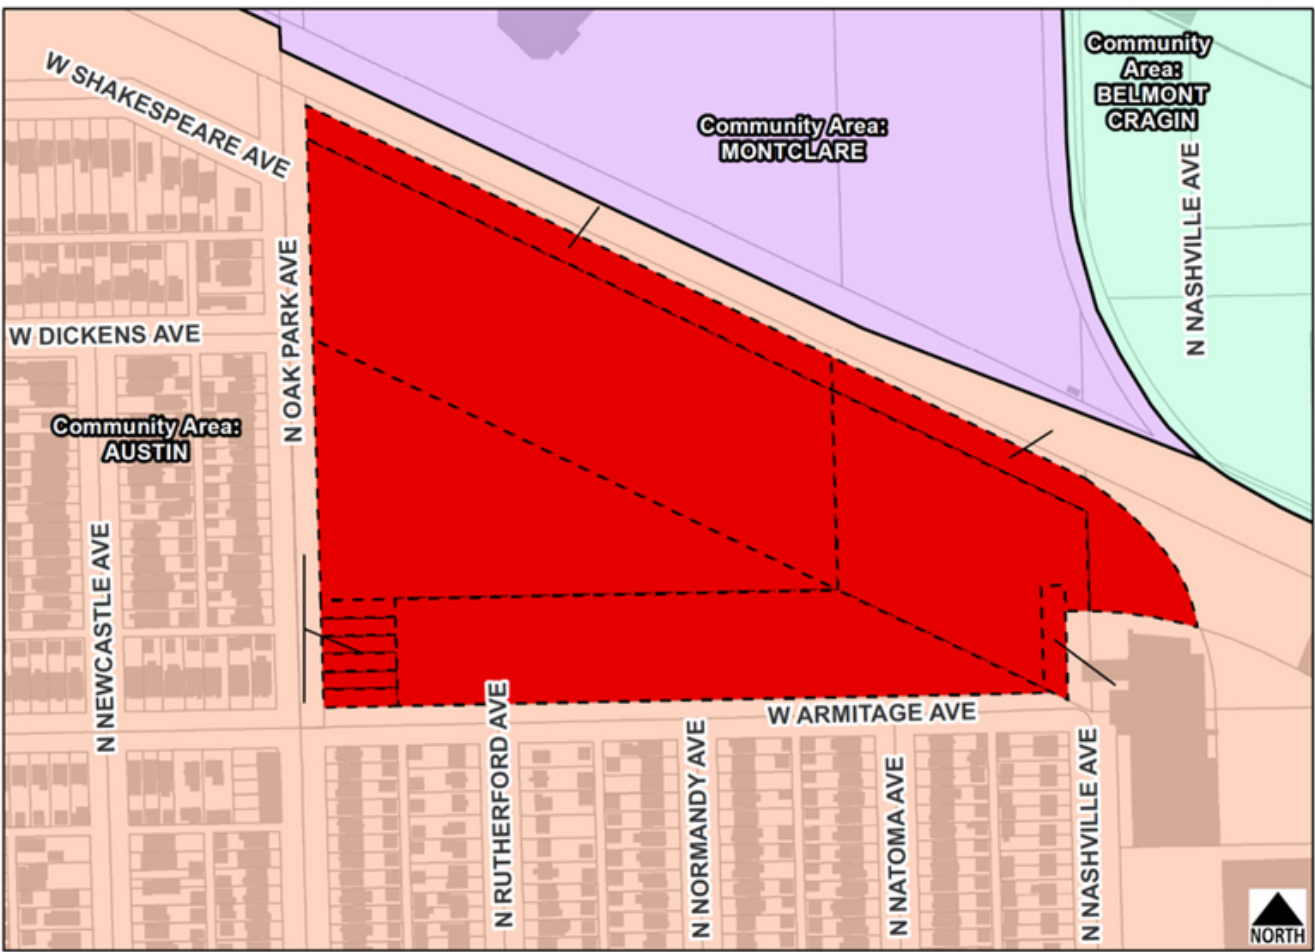 W SHAKESPEARE AVE
Community Area:
MONTCLARE
Community
Area:
BELMONT
CRAGIN
N NASHVILLE AVE
N OAK PARK AVE
W DICKENS AVE
Community Area:
AUSTIN
N NEWCASTLE AVE
N RUTHERFORD AVE
W ARMITAGE AVE
N NORMANDY AVE
N NATOMA AVE
N NASHVILLE AVE
NORTH